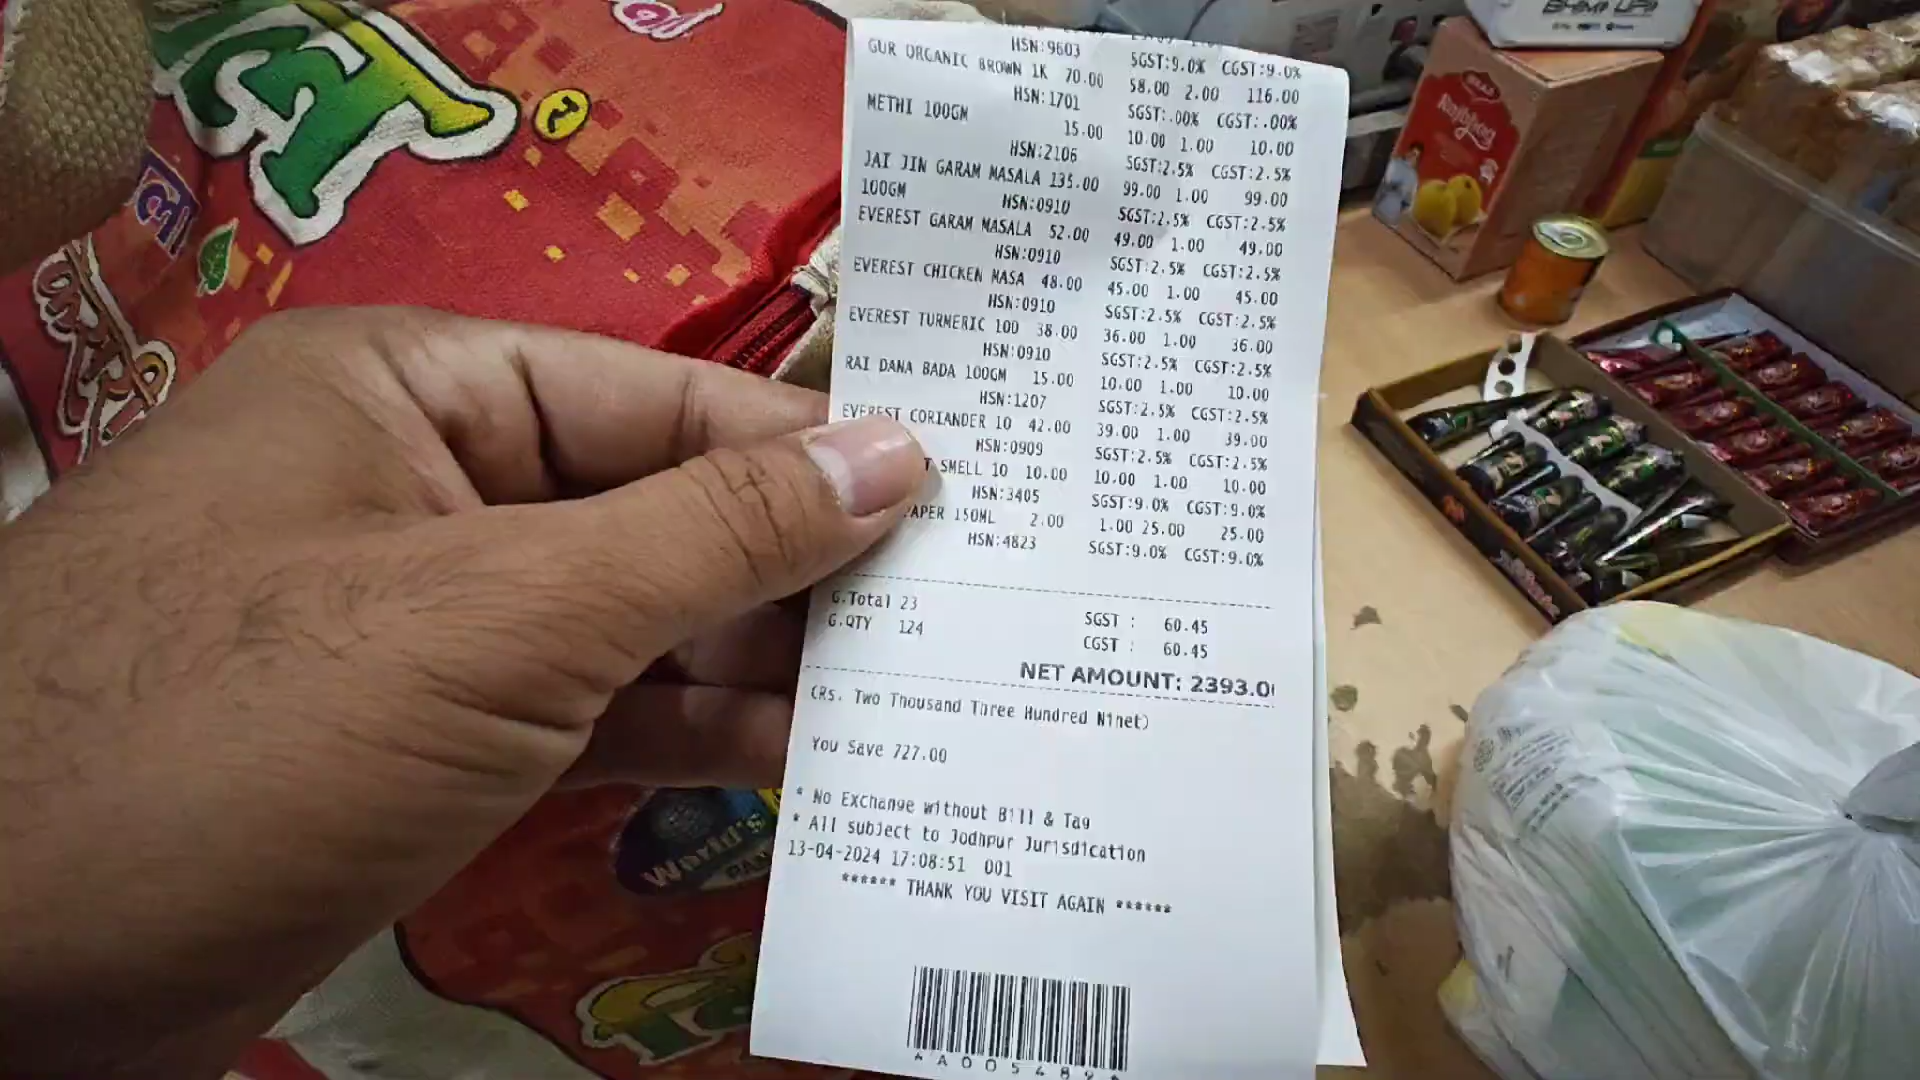 HSN:9603 SGST:9.0% CGST:9.0%
GUR ORGANIC BROWN 1K 70.00 58.00 2.00 116.00
HSN:1701 SGST:.00% CGST:.00%
METHI 100GM 15.00 10.00 1.00 10.00
HSN:2106 SGST:2.5% CGST:2.5%
JAI JIN GARAM MASALA 135.00 99.00 1.00 99.00
100GM HSN:0910 SGST:2.5% CGST:2.5%
EVEREST GARAM MASALA 52.00 49.00 1.00 49.00
HSN:0910 SGST:2.5% CGST:2.5%
EVEREST CHICKEN MASA 48.00 45.00 1.00 45.00
HSN:0910 SGST:2.5% CGST:2.5%
EVEREST TURMERIC 100 38.00 36.00 1.00 36.00
HSN:0910 SGST:2.5% CGST:2.5%
RAI DANA BADA 100GM 15.00 10.00 1.00 10.00
HSN:1207 SGST:2.5% CGST:2.5%
EVEREST CORIANDER 10 42.00 39.00 1.00 39.00
HSN:0909 SGST:2.5% CGST:2.5%
T SMELL 10 10.00 10.00 1.00 10.00
HSN:3405 SGST:9.0% CGST:9.0%
PAPER 150ML 2.00 1.00 25.00 25.00
HSN:4823 SGST:9.0% CGST:9.0%
G.Total 23 SGST : 60.45
G.QTY 124 CGST : 60.45
NET AMOUNT: 2393.0
(Rs. Two Thousand Three Hundred Ninet)
You Save 727.00
* No Exchange without Bill & Tag
* All subject to Jodhpur Jurisdication
13-04-2024 17:08:51 001
****** THANK YOU VISIT AGAIN ******
Rajbhog